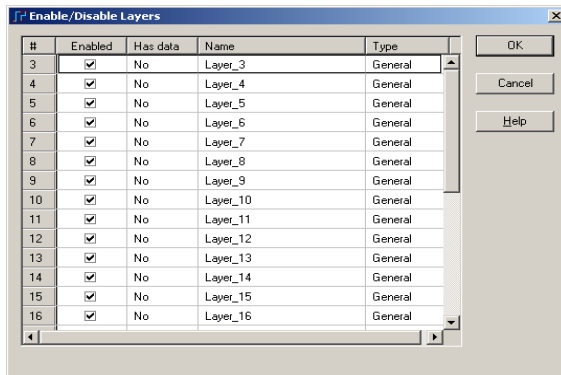 Enable/Disable Layers
# Enabled Has data Name Type
3 No Layer_3 General
4 No Layer_4 General
5 No Layer_5 General
6 No Layer_6 General
7 No Layer_7 General
8 No Layer_8 General
9 No Layer_9 General
10 No Layer_10 General
11 No Layer_11 General
12 No Layer_12 General
13 No Layer_13 General
14 No Layer_14 General
15 No Layer_15 General
16 No Layer_16 General
OK
Cancel
Help